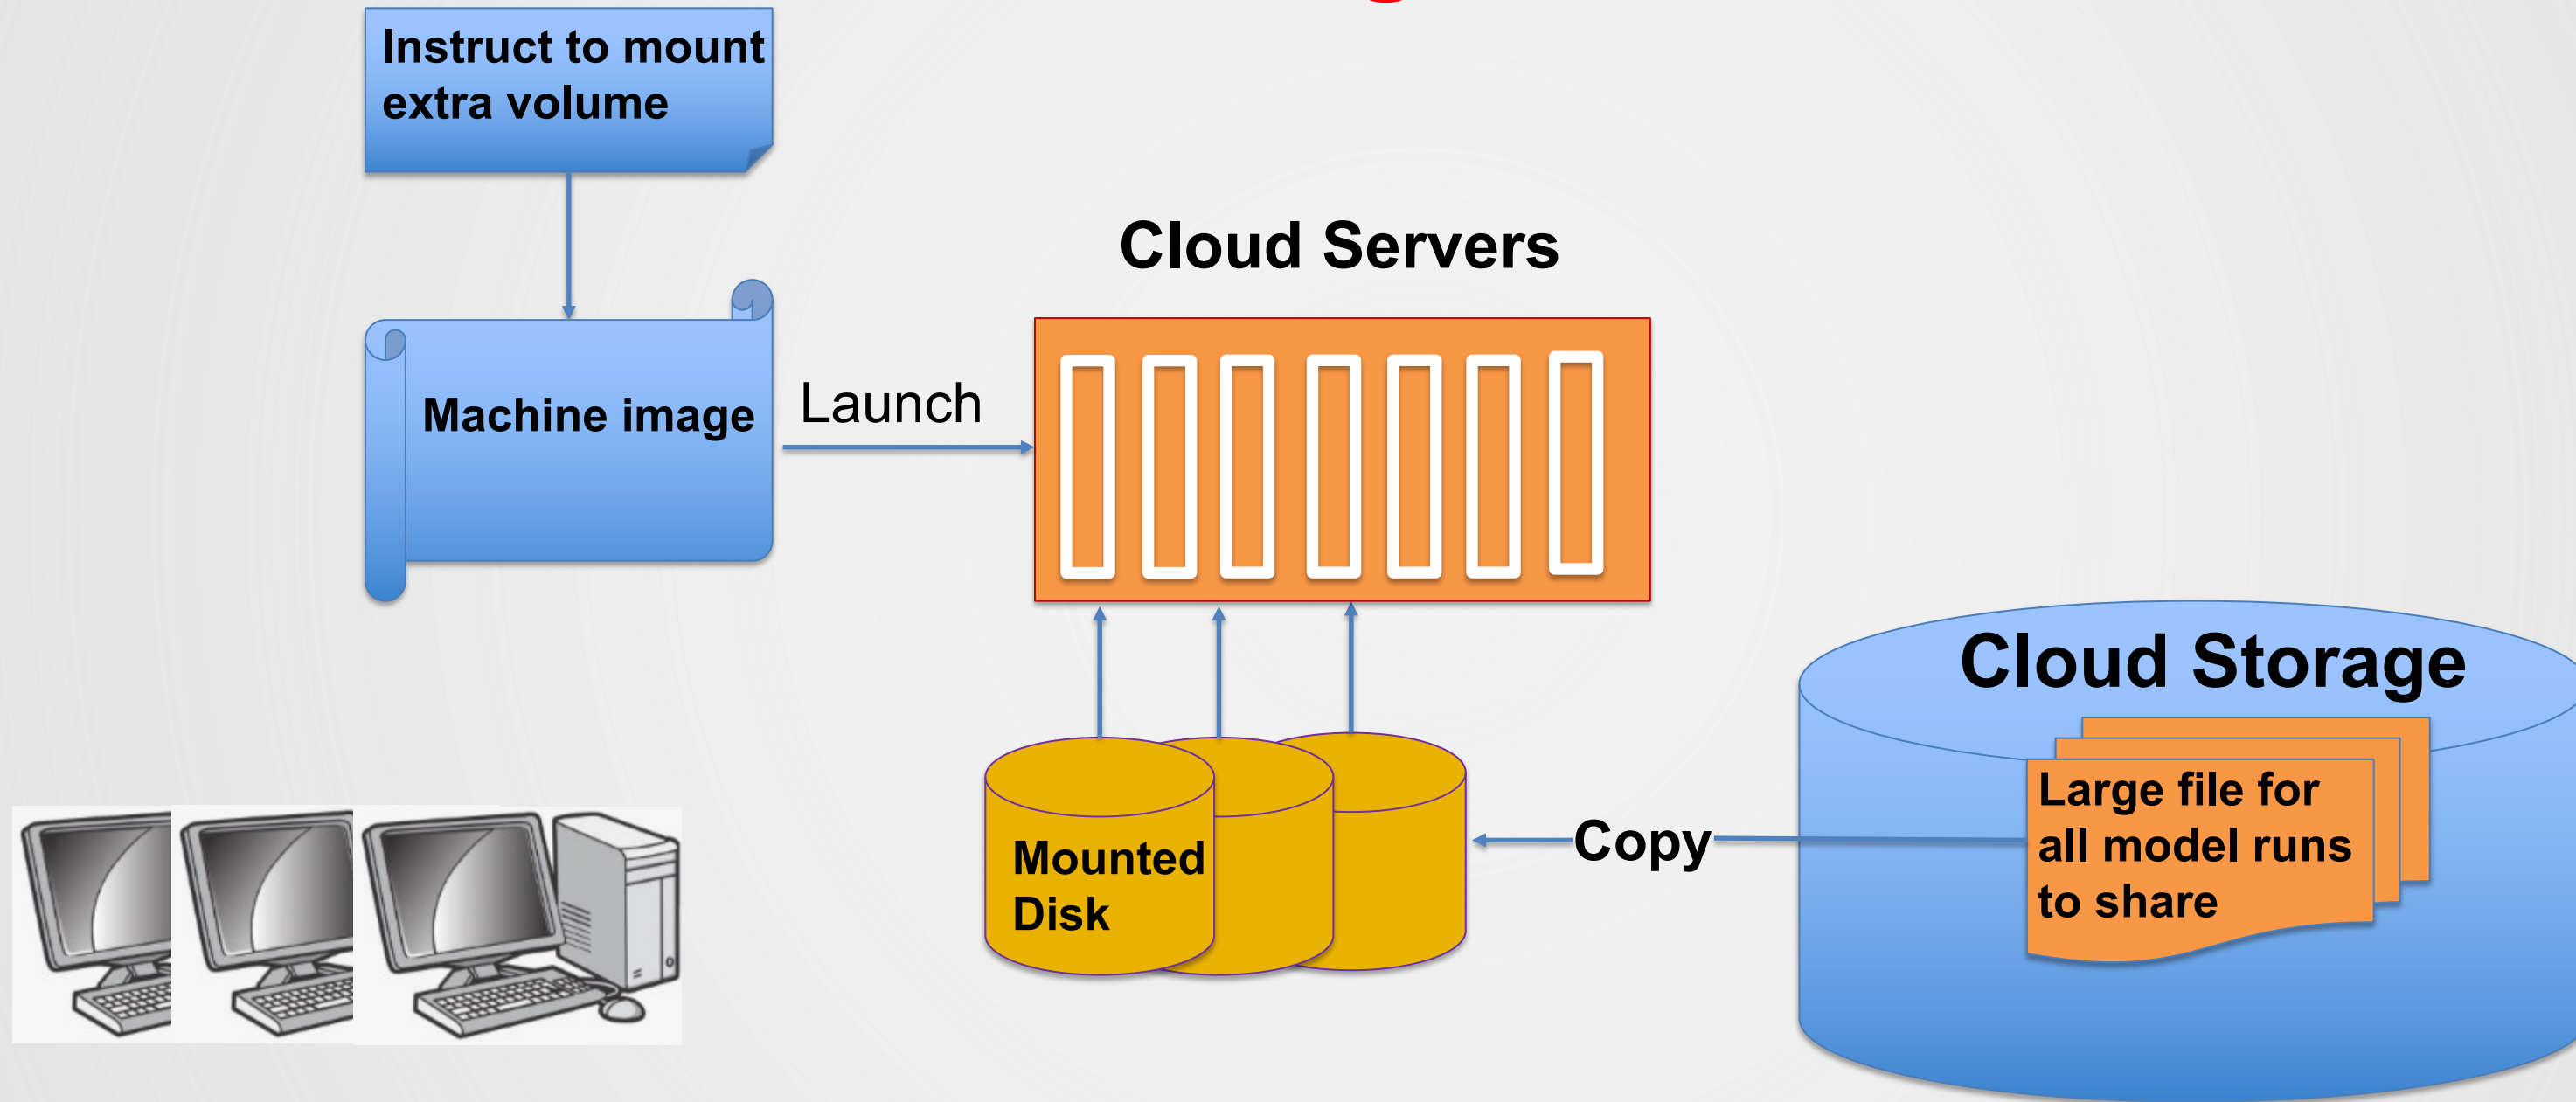 Instruct to mount
extra volume
Cloud Servers
Machine image
Launch
Cloud Storage
Mounted
Disk
Copy
Large file for
all model runs
to share